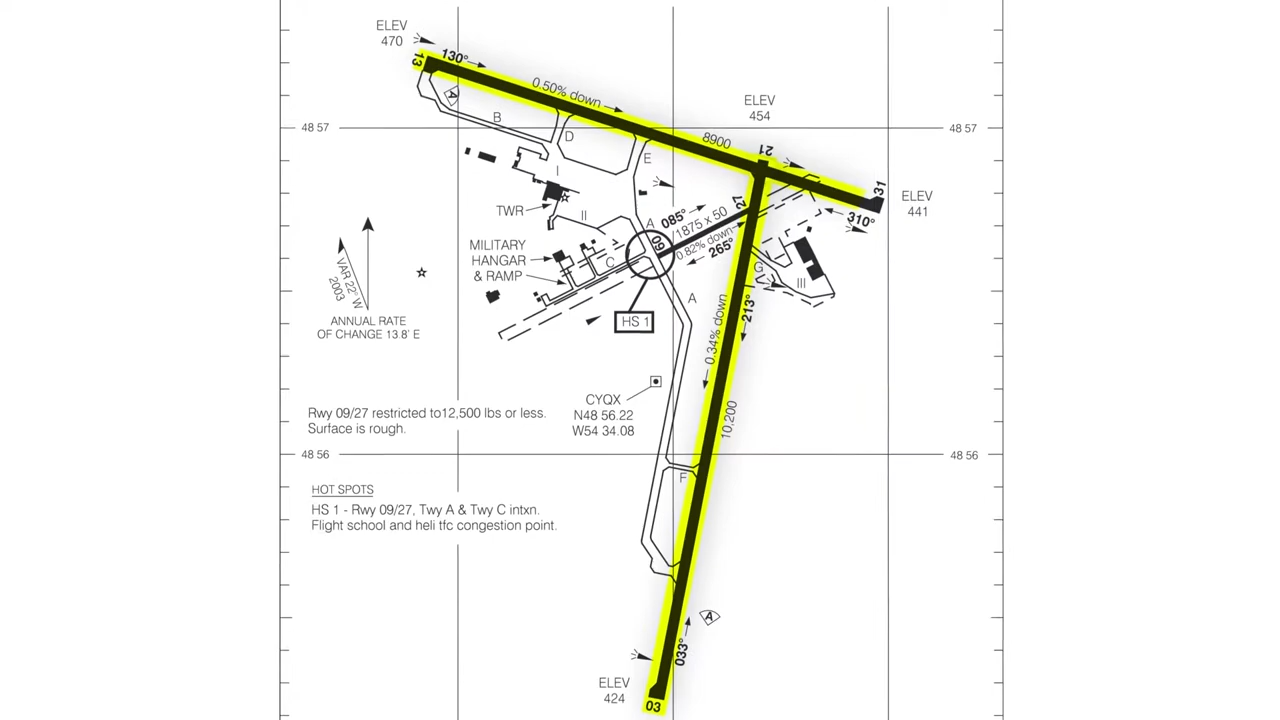 ELEV
470
13
130°
0.50% down
ELEV
454
A
B
48 57
D
8900
21
48 57
E
I
31
ELEV
441
27
TWR
II
A
085°
1875 x 50
310°
09
0.82% down
265°
MILITARY
HANGAR
& RAMP
C
G
III
VAR 22° W
2003
A
213°
HS 1
ANNUAL RATE
OF CHANGE 13.8' E
0.34% down
CYQX
N48 56.22
W54 34.08
Rwy 09/27 restricted to12,500 lbs or less.
Surface is rough.
10,200
48 56
48 56
F
HOT SPOTS
HS 1 - Rwy 09/27, Twy A & Twy C intxn.
Flight school and heli tfc congestion point.
A
033°
ELEV
424
03